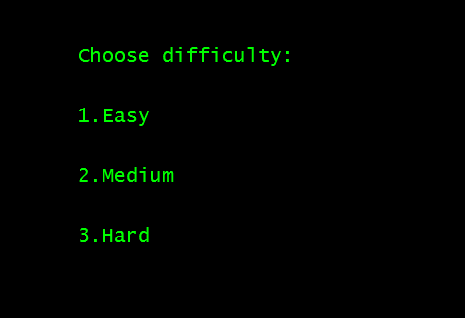 Choose difficulty:
1.Easy
2.Medium
3.Hard